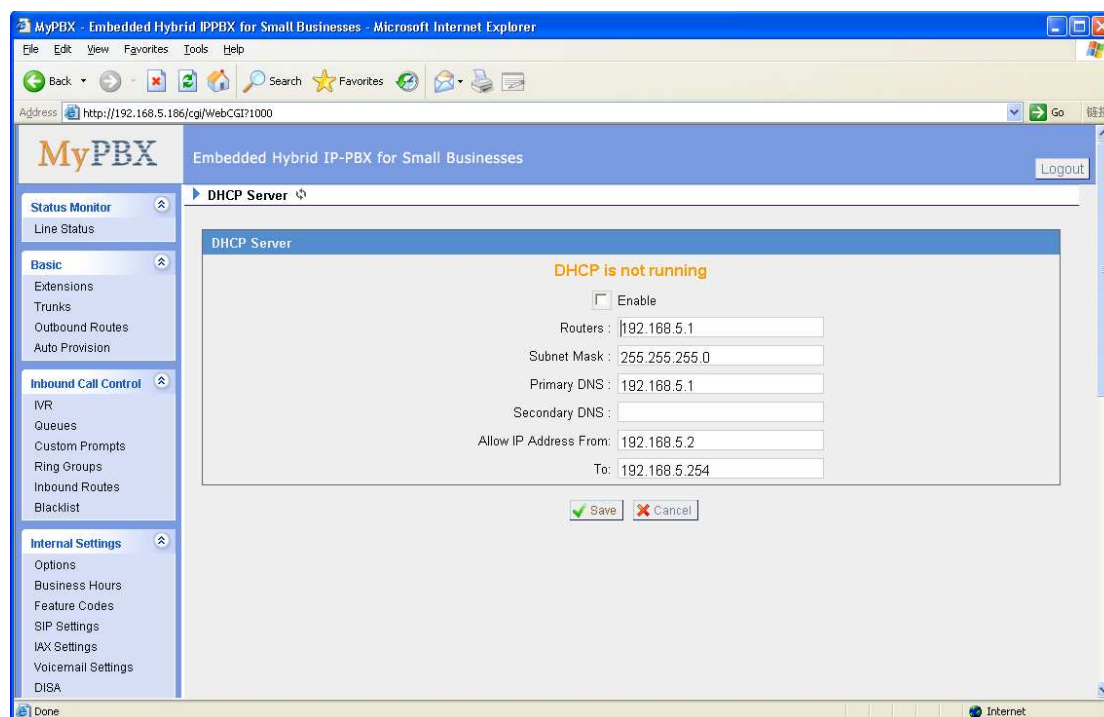 MyPBX - Embedded Hybrid IPPBX for Small Businesses - Microsoft Internet Explorer
File Edit View Favorites Tools Help
Back Search Favorites
Address http://192.168.5.186/cgi/WebCGI?1000 Go
MyPBX
Embedded Hybrid IP-PBX for Small Businesses
Logout
DHCP Server
Status Monitor
Line Status
Basic
Extensions
Trunks
Outbound Routes
Auto Provision
Inbound Call Control
IVR
Queues
Custom Prompts
Ring Groups
Inbound Routes
Blacklist
Internal Settings
Options
Business Hours
Feature Codes
SIP Settings
IAX Settings
Voicemail Settings
DISA
DHCP Server
DHCP is not running
Enable
Routers : 192.168.5.1
Subnet Mask : 255.255.255.0
Primary DNS : 192.168.5.1
Secondary DNS :
Allow IP Address From: 192.168.5.2
To: 192.168.5.254
Save Cancel
Done Internet